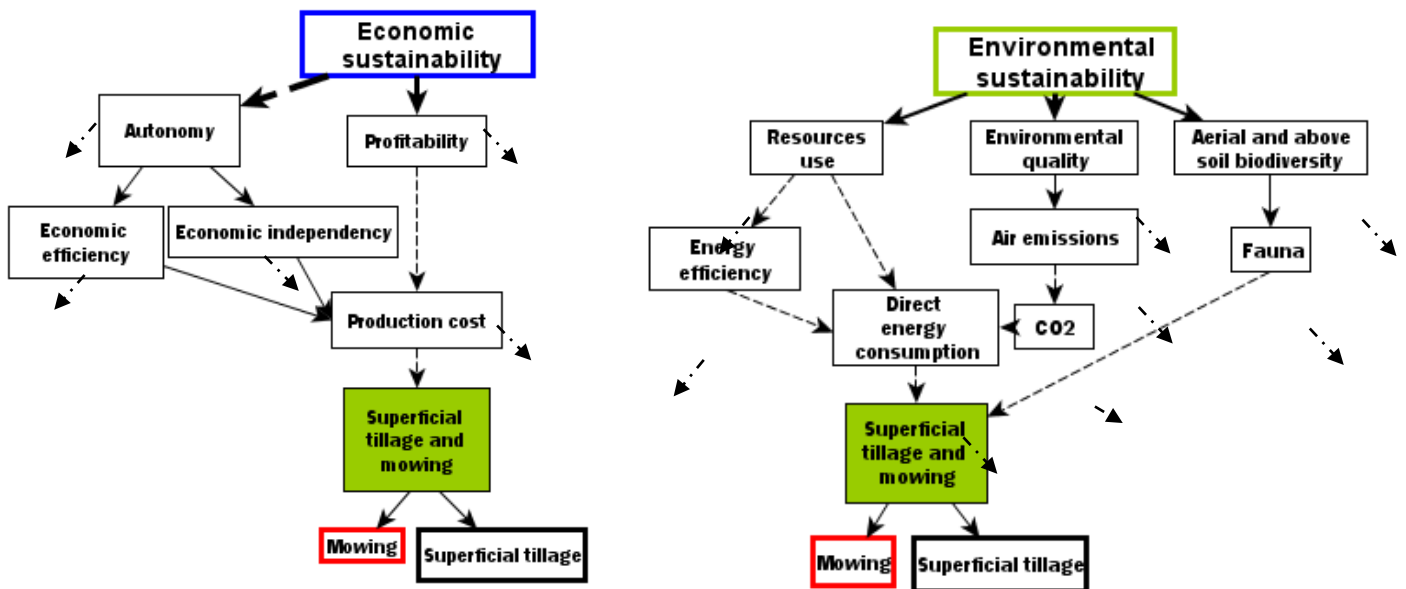 Economic
sustainability
Autonomy
Profitability
Economic
efficiency
Economic independency
Production cost
Superficial
tillage and
mowing
Mowing
Superficial tillage
Environmental
sustainability
Resources
use
Environmental
quality
Aerial and above
soil biodiversity
Energy
efficiency
Air emissions
Fauna
Direct
energy
consumption
CO2
Superficial
tillage and
mowing
Mowing
Superficial tillage